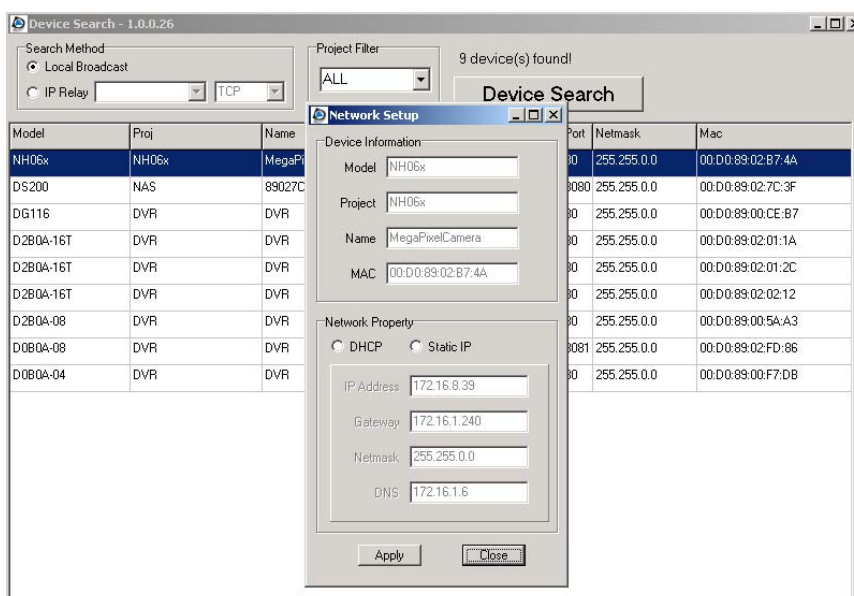 Device Search - 1.0.0.26
Search Method
Local Broadcast
IP Relay TCP
Project Filter
ALL
9 device(s) found!
Device Search
Model Proj Name Port Netmask Mac
NH06x NH06x MegaPi 30 255.255.0.0 00:D0:89:02:B7:4A
DS200 NAS 89027C 3080 255.255.0.0 00:D0:89:02:7C:3F
DG116 DVR DVR 30 255.255.0.0 00:D0:89:00:CE:B7
D2B0A-16T DVR DVR 30 255.255.0.0 00:D0:89:02:01:1A
D2B0A-16T DVR DVR 30 255.255.0.0 00:D0:89:02:01:2C
D2B0A-16T DVR DVR 30 255.255.0.0 00:D0:89:02:02:12
D2B0A-08 DVR DVR 30 255.255.0.0 00:D0:89:00:5A:A3
D0B0A-08 DVR DVR 3081 255.255.0.0 00:D0:89:02:FD:86
D0B0A-04 DVR DVR 30 255.255.0.0 00:D0:89:00:F7:DB
Network Setup
Device Information
Model NH06x
Project NH06x
Name MegaPixelCamera
MAC 00:D0:89:02:B7:4A
Network Property
DHCP Static IP
IP Address 172.16.8.39
Gateway 172.16.1.240
Netmask 255.255.0.0
DNS 172.16.1.6
Apply Close